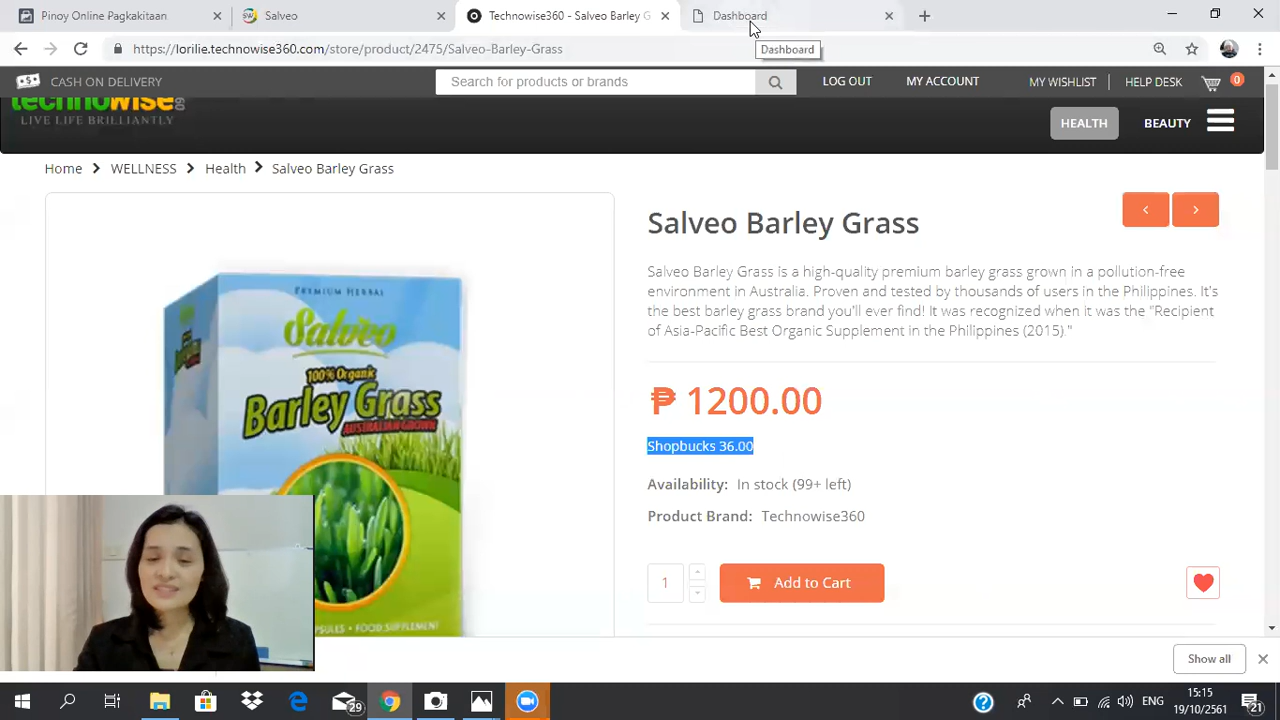 Pinoy Online Pagkakitaan
Salveo
Technowise360 - Salveo Barley G
Dashboard
https://lorilie.technowise360.com/store/product/2475/Salveo-Barley-Grass
Dashboard
CASH ON DELIVERY
Search for products or brands
LOG OUT
MY ACCOUNT
MY WISHLIST
HELP DESK
0
technowise
LIVE LIFE BRILLIANTLY
HEALTH
BEAUTY
Home > WELLNESS > Health > Salveo Barley Grass
PREMIUM HERBAL
Salveo
100% Organic
Barley Grass
AUSTRALIAN GROWN
Salveo Barley Grass
Salveo Barley Grass is a high-quality premium barley grass grown in a pollution-free
environment in Australia. Proven and tested by thousands of users in the Philippines. It's
the best barley grass brand you'll ever find! It was recognized when it was the "Recipient
of Asia-Pacific Best Organic Supplement in the Philippines (2015)."
₱ 1200.00
Shopbucks 36.00
Availability: In stock (99+ left)
Product Brand: Technowise360
1
Add to Cart
PSULES • FOOD SUPPLEMENT
Show all
29
ENG
15:15
19/10/2561
21